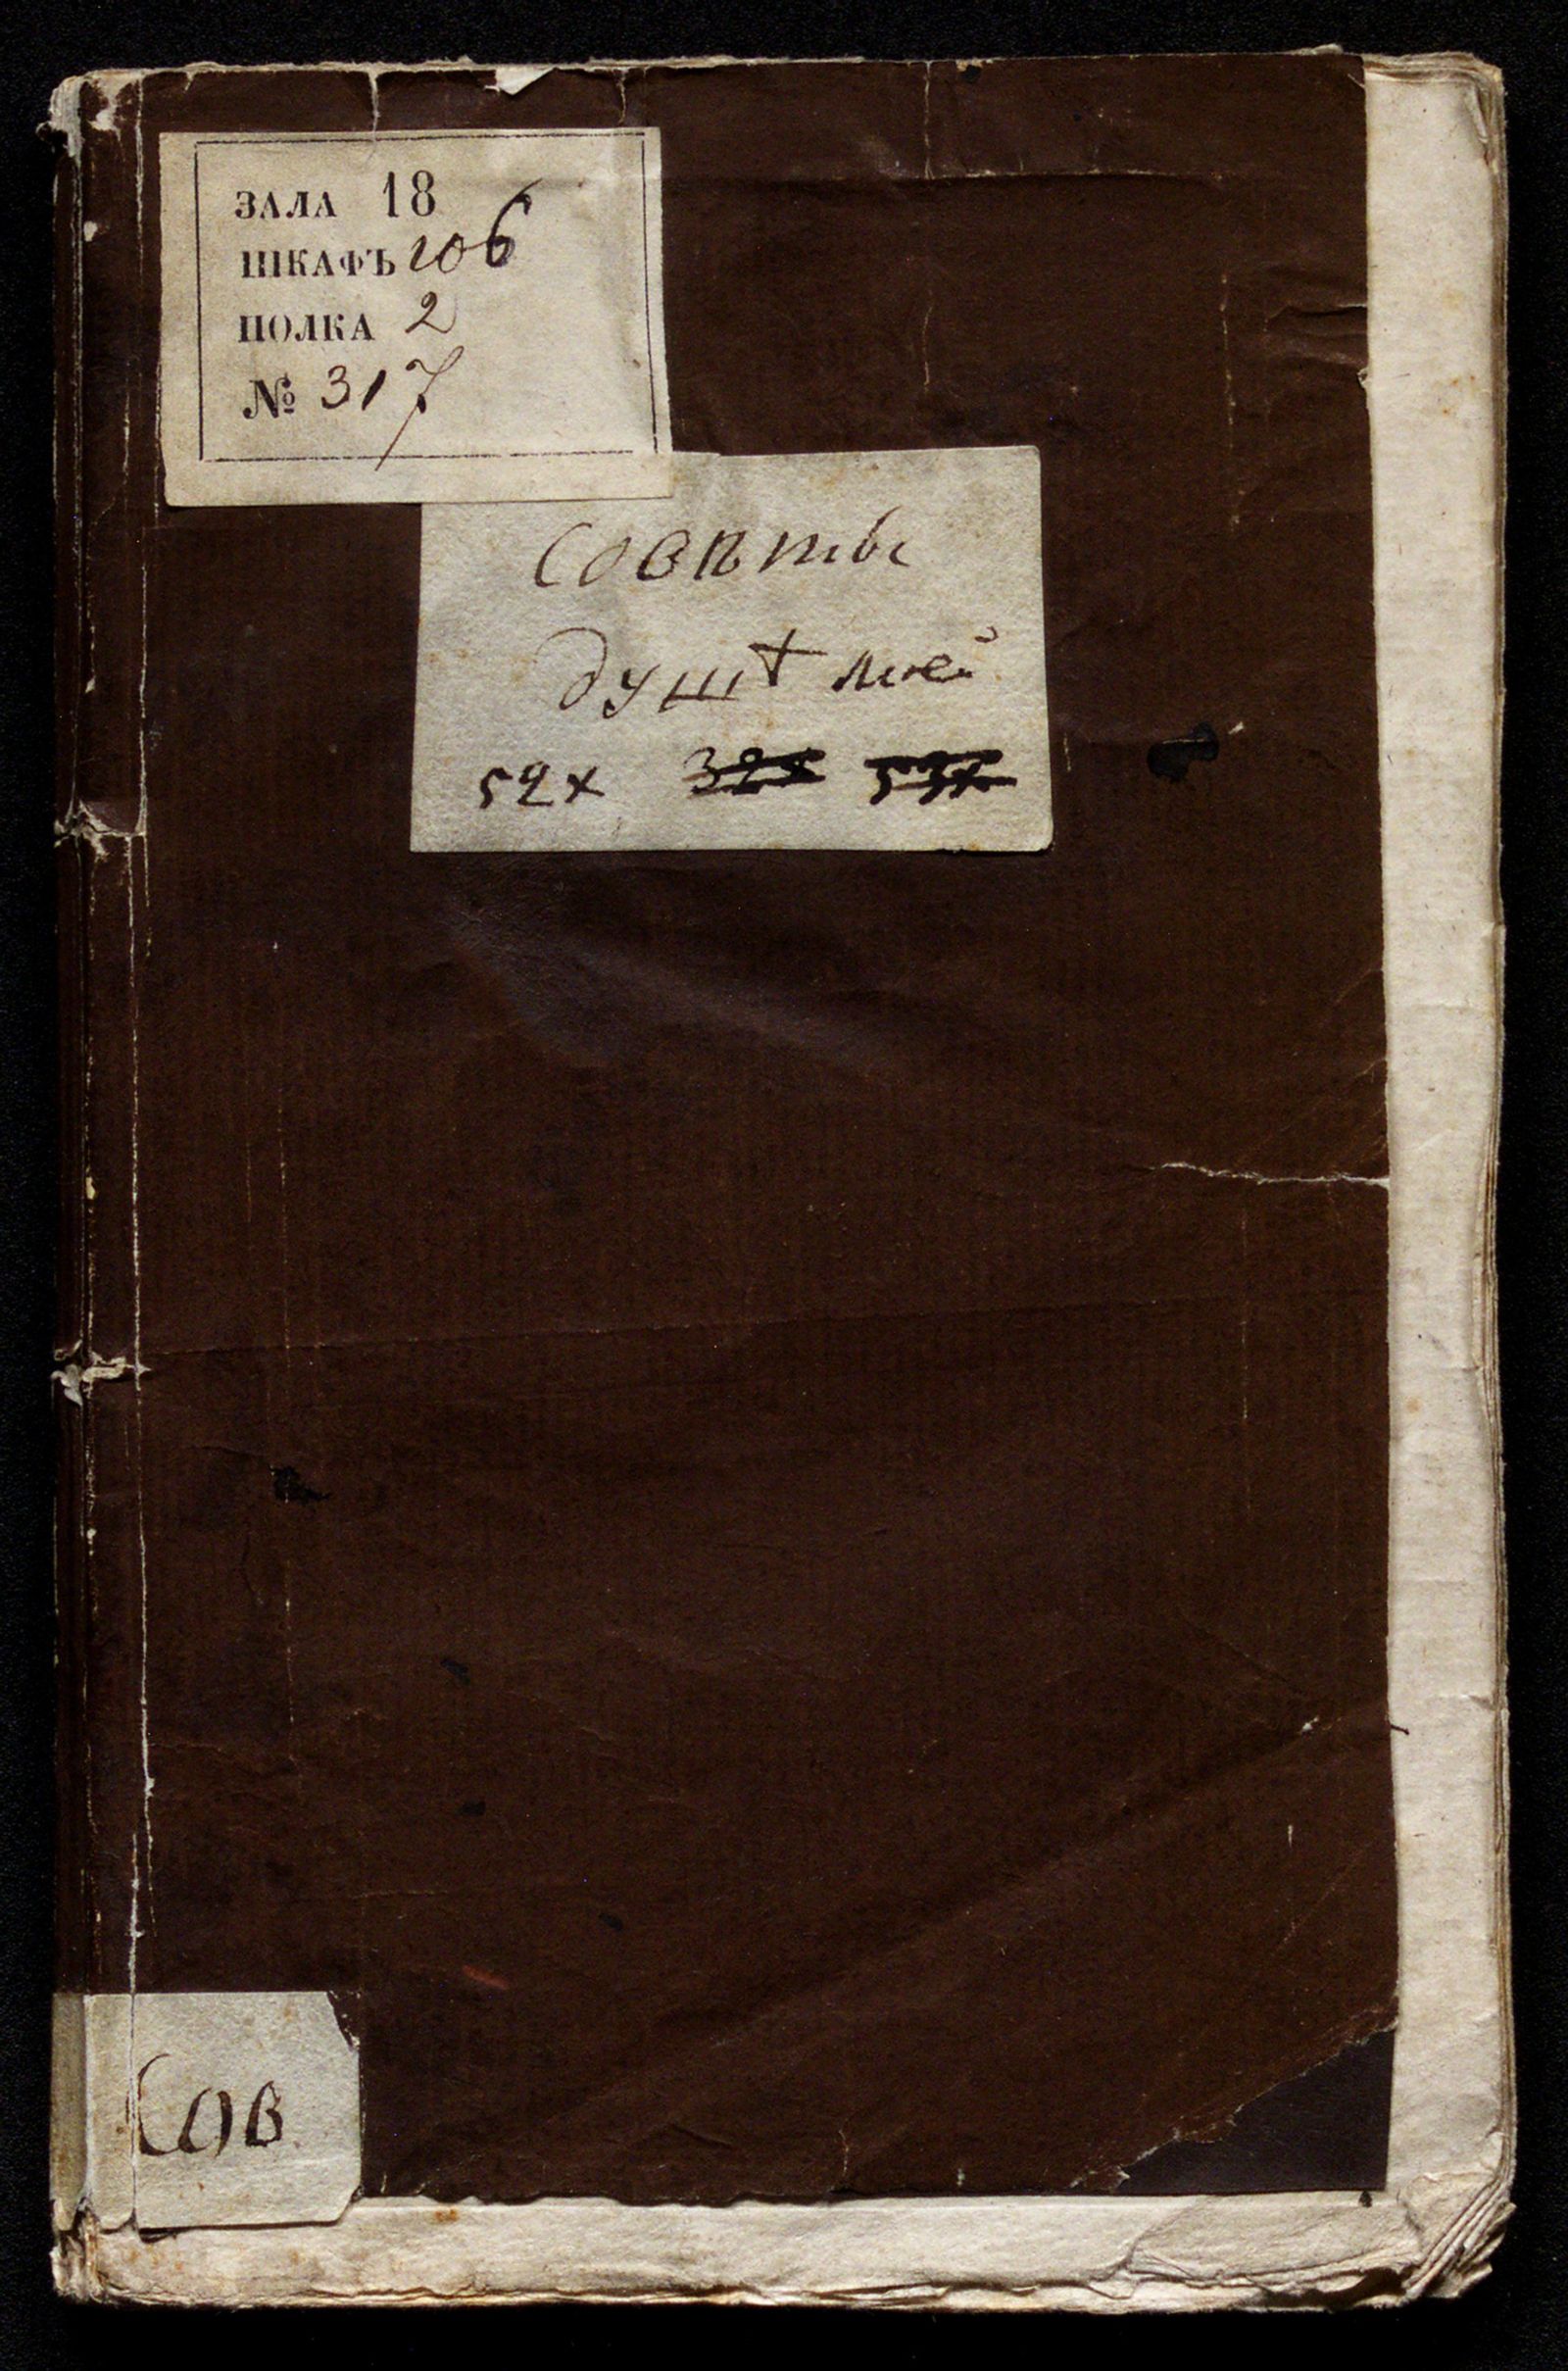 ЗАЛА 18
ШКАФЪ 106
ПОЛКА 2
№ 317
Совѣты
душѣ моей
52х
Сов